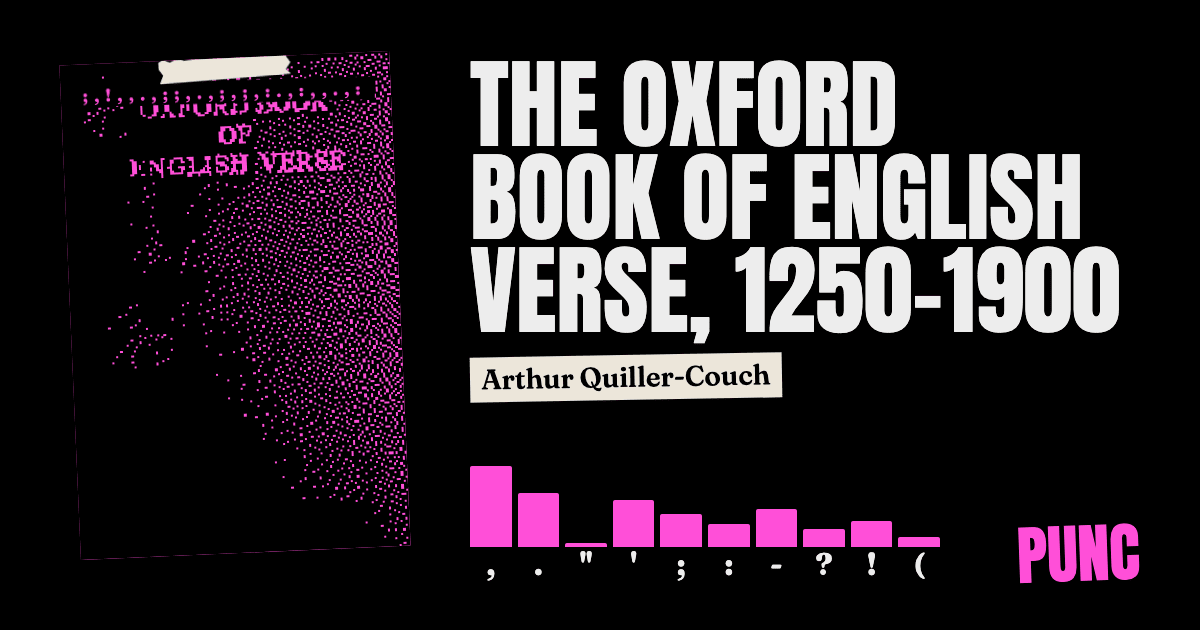 OXFORD BOOK
OF
ENGLISH VERSE
THE OXFORD
BOOK OF ENGLISH
VERSE, 1250-1900
Arthur Quiller-Couch
, . " ' ; : - ? ! (
PUNC